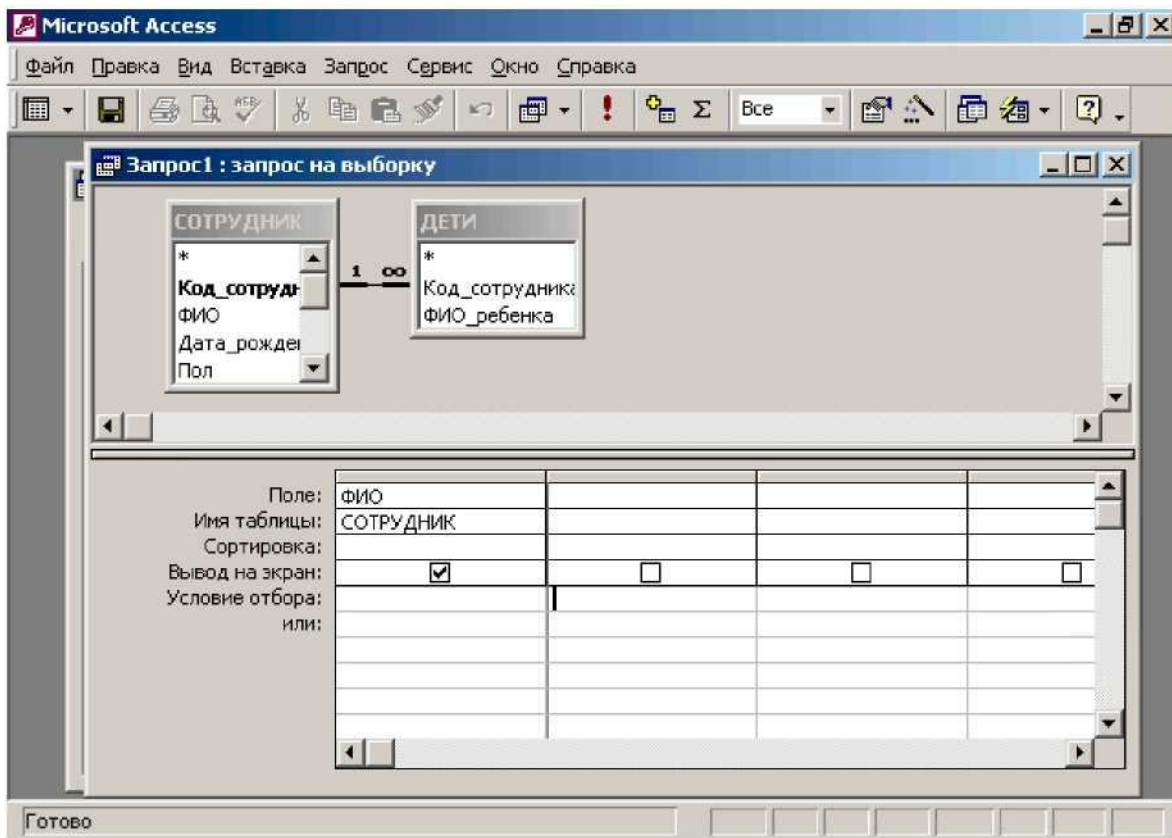 Microsoft Access
Файл Правка Вид Вставка Запрос Сервис Окно Справка
Все
Запрос1 : запрос на выборку
СОТРУДНИК
*
Код_сотрудн
ФИО
Дата_рожде
Пол
1 ∞
ДЕТИ
*
Код_сотрудника
ФИО_ребенка
Поле: ФИО
Имя таблицы: СОТРУДНИК
Сортировка:
Вывод на экран:
Условие отбора:
или:
Готово